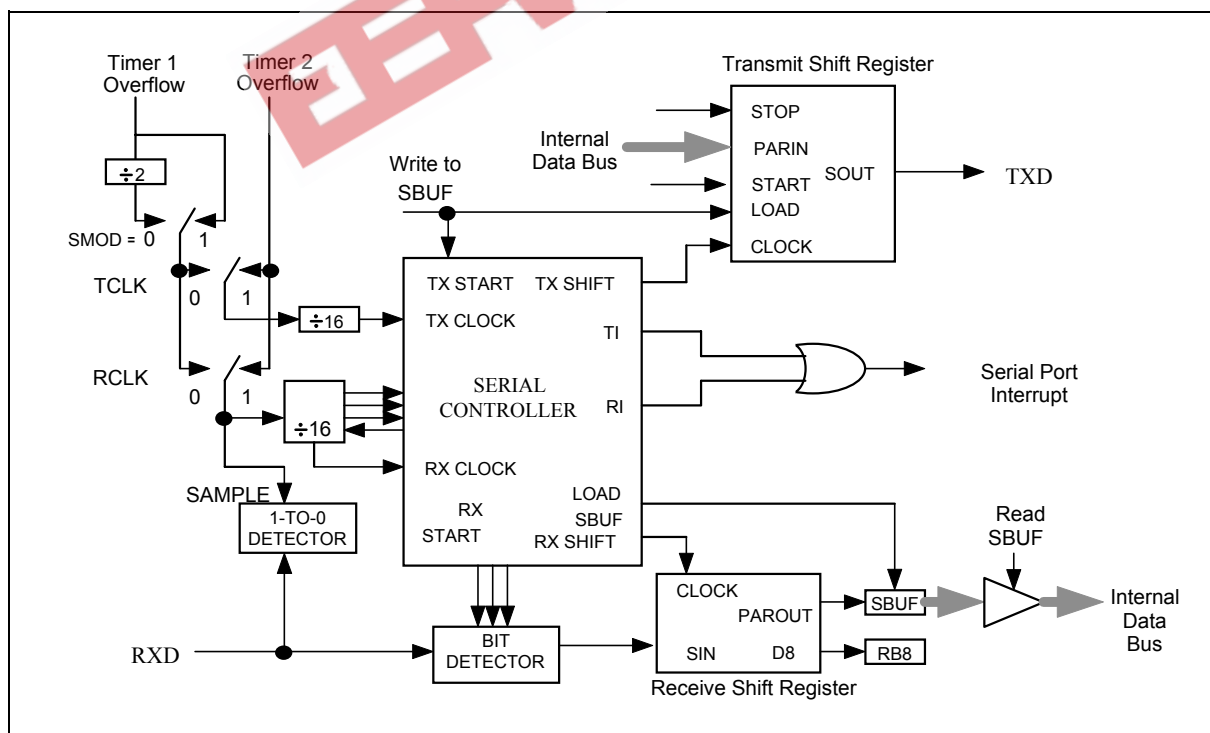 Timer 1
Overflow
Timer 2
Overflow
Transmit Shift Register
STOP
Internal
Data Bus
PARIN
÷2
Write to
SBUF
START
SOUT
TXD
LOAD
SMOD = 0
1
CLOCK
TCLK
0
1
TX START
TX SHIFT
÷16
TX CLOCK
TI
RCLK
0
1
SERIAL
CONTROLLER
Serial Port
Interrupt
RI
÷16
RX CLOCK
SAMPLE
LOAD
SBUF
1-TO-0
DETECTOR
RX
START
RX SHIFT
Read
SBUF
CLOCK
PAROUT
SBUF
Internal
Data
Bus
RXD
BIT
DETECTOR
SIN
D8
RB8
Receive Shift Register